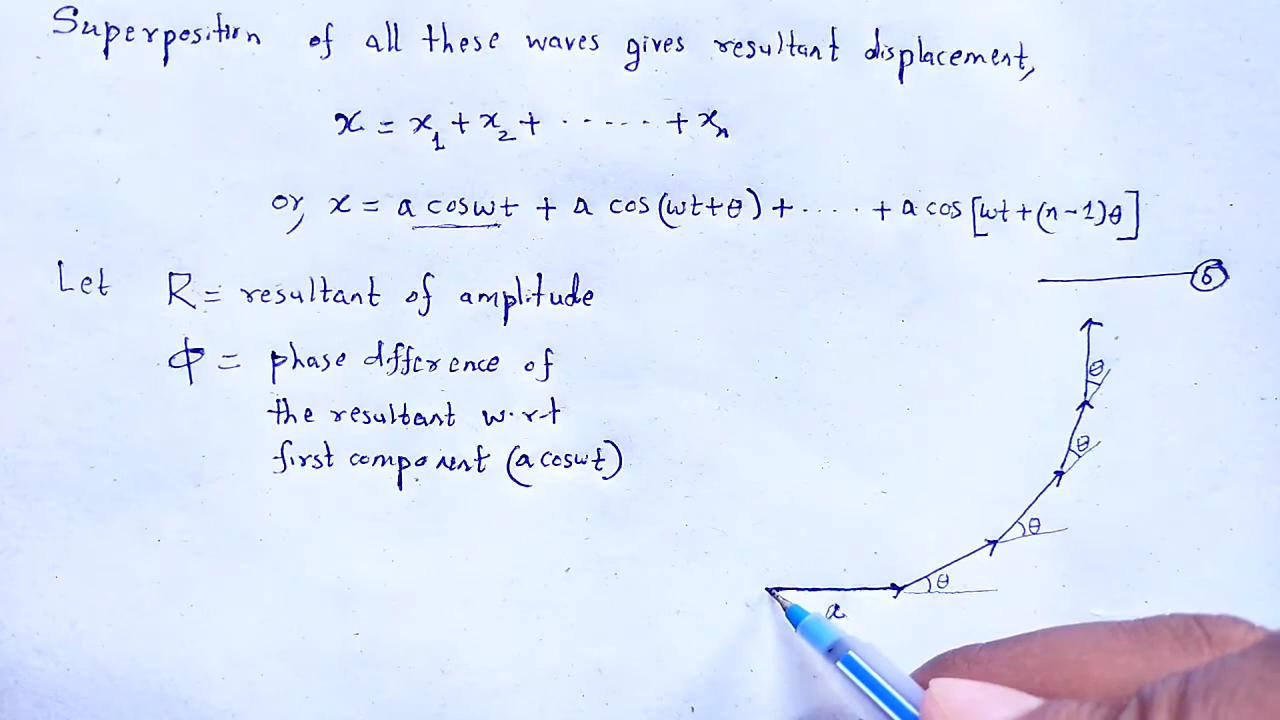 Superposition of all these waves gives resultant displacement,
x = x₁ + x₂ + ...... + xₙ
or, x = a cosωt + a cos(ωt+θ) + ..... + a cos[ωt+(n-1)θ]
⑤
Let R = resultant of amplitude
Φ = phase difference of
the resultant w.r.t
first component (a cosωt)
θ
θ
θ
θ
a